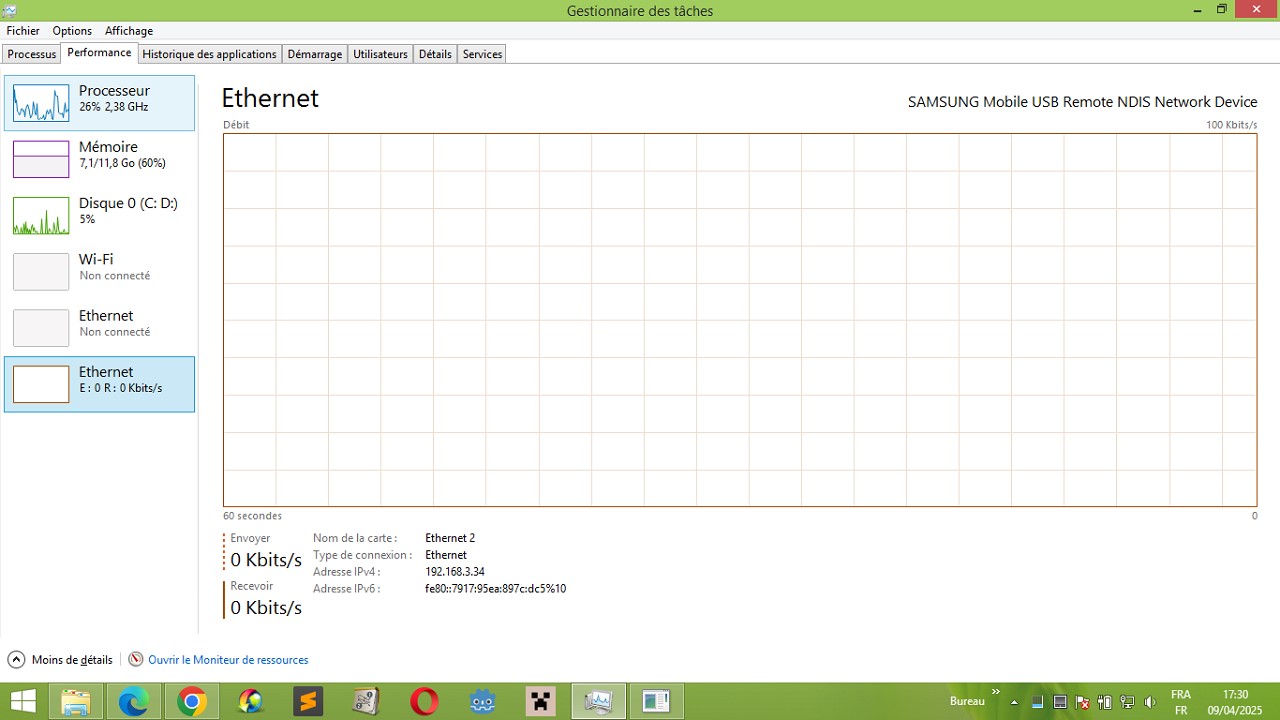 Gestionnaire des tâches
Fichier Options Affichage
Processus Performance Historique des applications Démarrage Utilisateurs Détails Services
Processeur
26% 2,38 GHz
Mémoire
7,1/11,8 Go (60%)
Disque 0 (C: D:)
5%
Wi-Fi
Non connecté
Ethernet
Non connecté
Ethernet
E : 0 R : 0 Kbits/s
Ethernet
SAMSUNG Mobile USB Remote NDIS Network Device
Débit
100 Kbits/s
60 secondes
0
Envoyer
0 Kbits/s
Recevoir
0 Kbits/s
Nom de la carte : Ethernet 2
Type de connexion : Ethernet
Adresse IPv4 : 192.168.3.34
Adresse IPv6 : fe80::7917:95ea:897c:dc5%10
Moins de détails
Ouvrir le Moniteur de ressources
Bureau
FRA
FR
17:30
09/04/2025